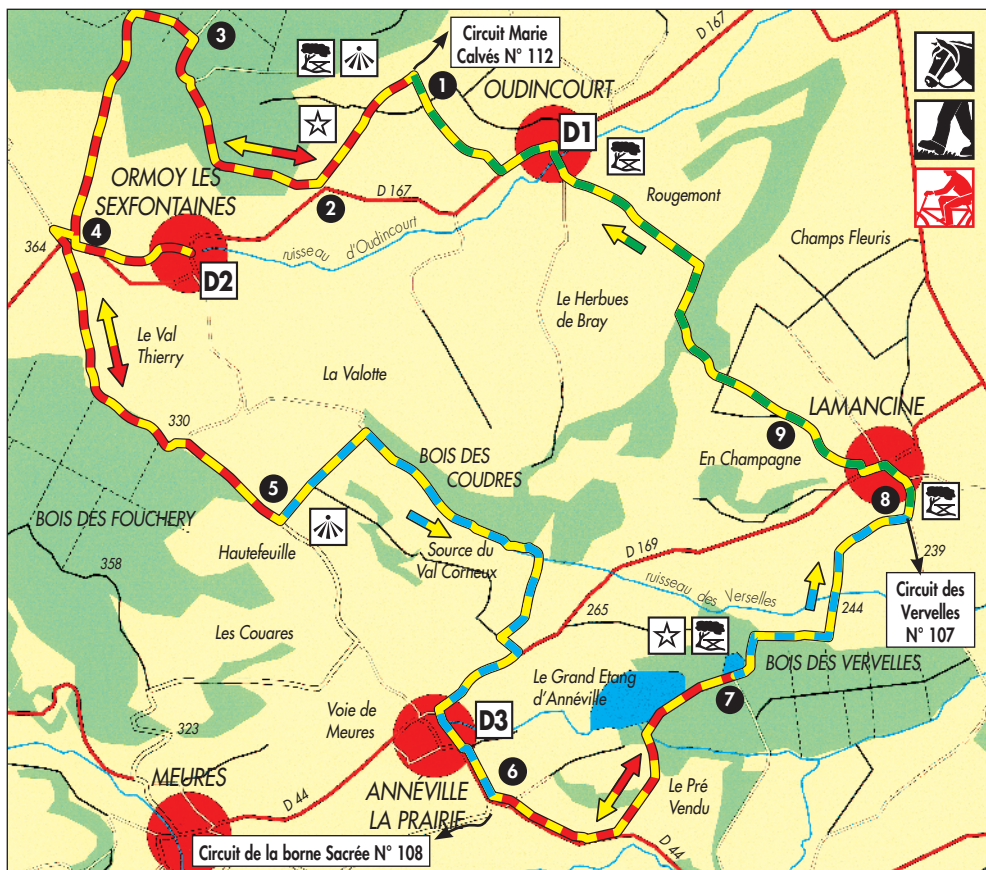 3
Circuit Marie
Calvés N° 112
D 167
1
OUDINCOURT
D1
ORMOY LES
SEXFONTAINES
D 167
2
Rougemont
4
364
D2
ruisseau d'Oudincourt
Champs Fleuris
Le Herbues
de Bray
Le Val
Thierry
La Valotte
330
LAMANCINE
9
BOIS DES
COUDRES
En Champagne
5
8
BOIS DES FOUCHERY
Hautefeuille
Source du
Val Corneux
D 169
239
358
ruisseau des Verselles
Circuit des
Vervelles
N° 107
265
244
Les Couares
BOIS DES VERVELLES
Le Grand Etang
d'Annéville
7
Voie de
Meures
D3
323
6
MEURES
D 44
ANNÉVILLE
LA PRAIRIE
Le Pré
Vendu
D 44
Circuit de la borne Sacrée N° 108